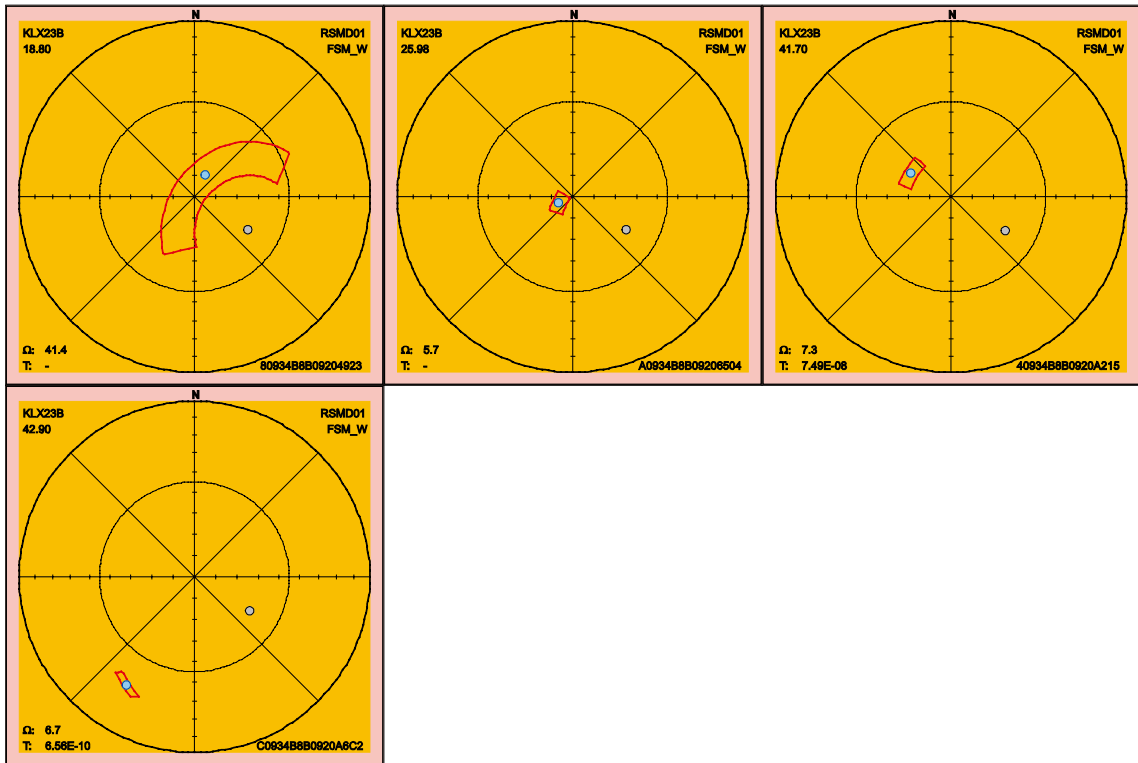 N
KLX23B RSMD01
18.80 FSM_W
Ω: 41.4
T: - 80934B8B09204923
N
KLX23B RSMD01
25.98 FSM_W
Ω: 5.7
T: - A0934B8B09206504
N
KLX23B RSMD01
41.70 FSM_W
Ω: 7.3
T: 7.49E-08 40934B8B0920A215
N
KLX23B RSMD01
42.90 FSM_W
Ω: 6.7
T: 6.56E-10 C0934B8B0920A6C2